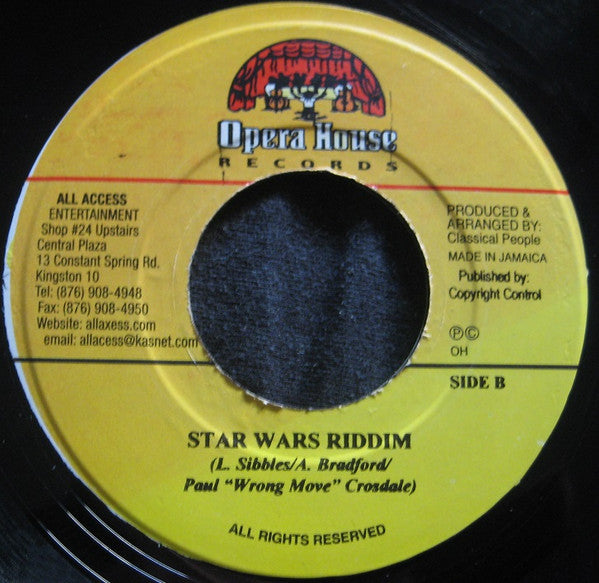 Opera House
RECORDS
ALL ACCESS
ENTERTAINMENT
Shop #24 Upstairs
Central Plaza
13 Constant Spring Rd.
Kingston 10
Tel: (876) 908-4948
Fax: (876) 908-4950
Website: allaxess.com
email: allacess@kasnet.com
PRODUCED &
ARRANGED BY:
Classical People
MADE IN JAMAICA
Published by:
Copyright Control
℗©
OH
SIDE B
STAR WARS RIDDIM
(L. Sibbles/A. Bradford/
Paul “Wrong Move” Crosdale)
ALL RIGHTS RESERVED